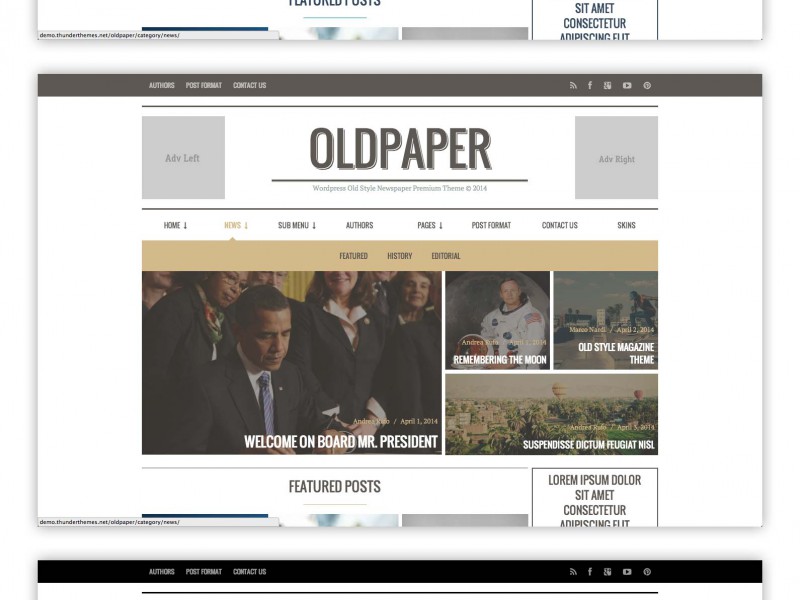 FEATURED POSTS
SIT AMET
CONSECTETUR
ADIPISCING ELIT
demo.thunderthemes.net/oldpaper/category/news/
AUTHORS POST FORMAT CONTACT US
Adv Left
OLDPAPER
Wordpress Old Style Newspaper Premium Theme © 2014
Adv Right
HOME ↓ NEWS ↓ SUB MENU ↓ AUTHORS PAGES ↓ POST FORMAT CONTACT US SKINS
FEATURED HISTORY EDITORIAL
Andrea Rufo / April 1, 2014
WELCOME ON BOARD MR. PRESIDENT
Andrea Rufo / April 1, 2014
REMEMBERING THE MOON
Marco Nardi / April 2, 2014
OLD STYLE MAGAZINE
THEME
Andrea Rufo / April 3, 2014
SUSPENDISSE DICTUM FEUGIAT NISL
FEATURED POSTS
LOREM IPSUM DOLOR
SIT AMET
CONSECTETUR
ADIPISCING ELIT
demo.thunderthemes.net/oldpaper/category/news/
AUTHORS POST FORMAT CONTACT US